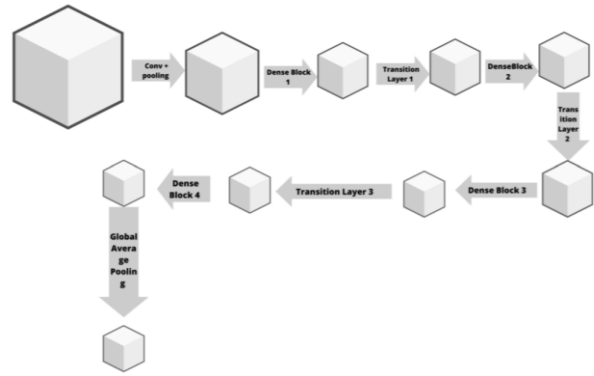 Conv +
pooling
Dense Block
1
Transition
Layer 1
DenseBlock
2
Trans
ition
Layer
2
Dense Block 3
Transition Layer 3
Dense
Block 4
Global
Avera
ge
Poolin
g